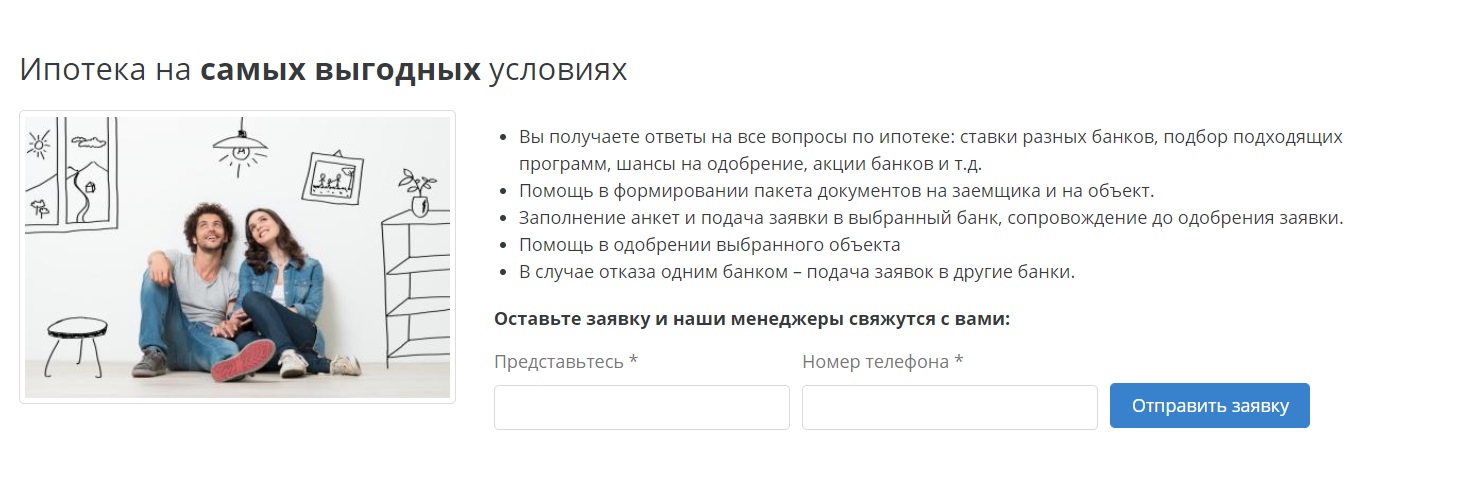 Ипотека на самых выгодных условиях
Вы получаете ответы на все вопросы по ипотеке: ставки разных банков, подбор подходящих
программ, шансы на одобрение, акции банков и т.д.
Помощь в формировании пакета документов на заемщика и на объект.
Заполнение анкет и подача заявки в выбранный банк, сопровождение до одобрения заявки.
Помощь в одобрении выбранного объекта
В случае отказа одним банком – подача заявок в другие банки.
Оставьте заявку и наши менеджеры свяжутся с вами:
Представьтесь *
Номер телефона *
Отправить заявку